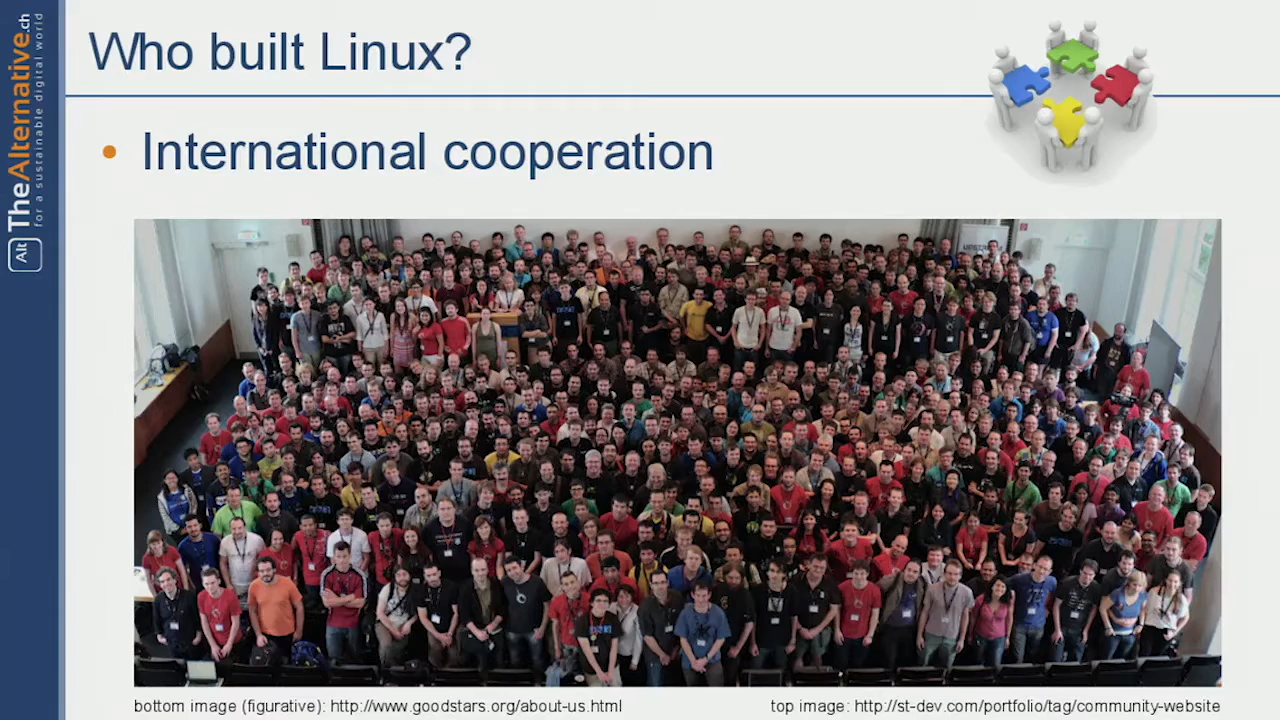 Alt
TheAlternative.ch
for a sustainable digital world
Who built Linux?
• International cooperation
bottom image (figurative): http://www.goodstars.org/about-us.html
top image: http://st-dev.com/portfolio/tag/community-website